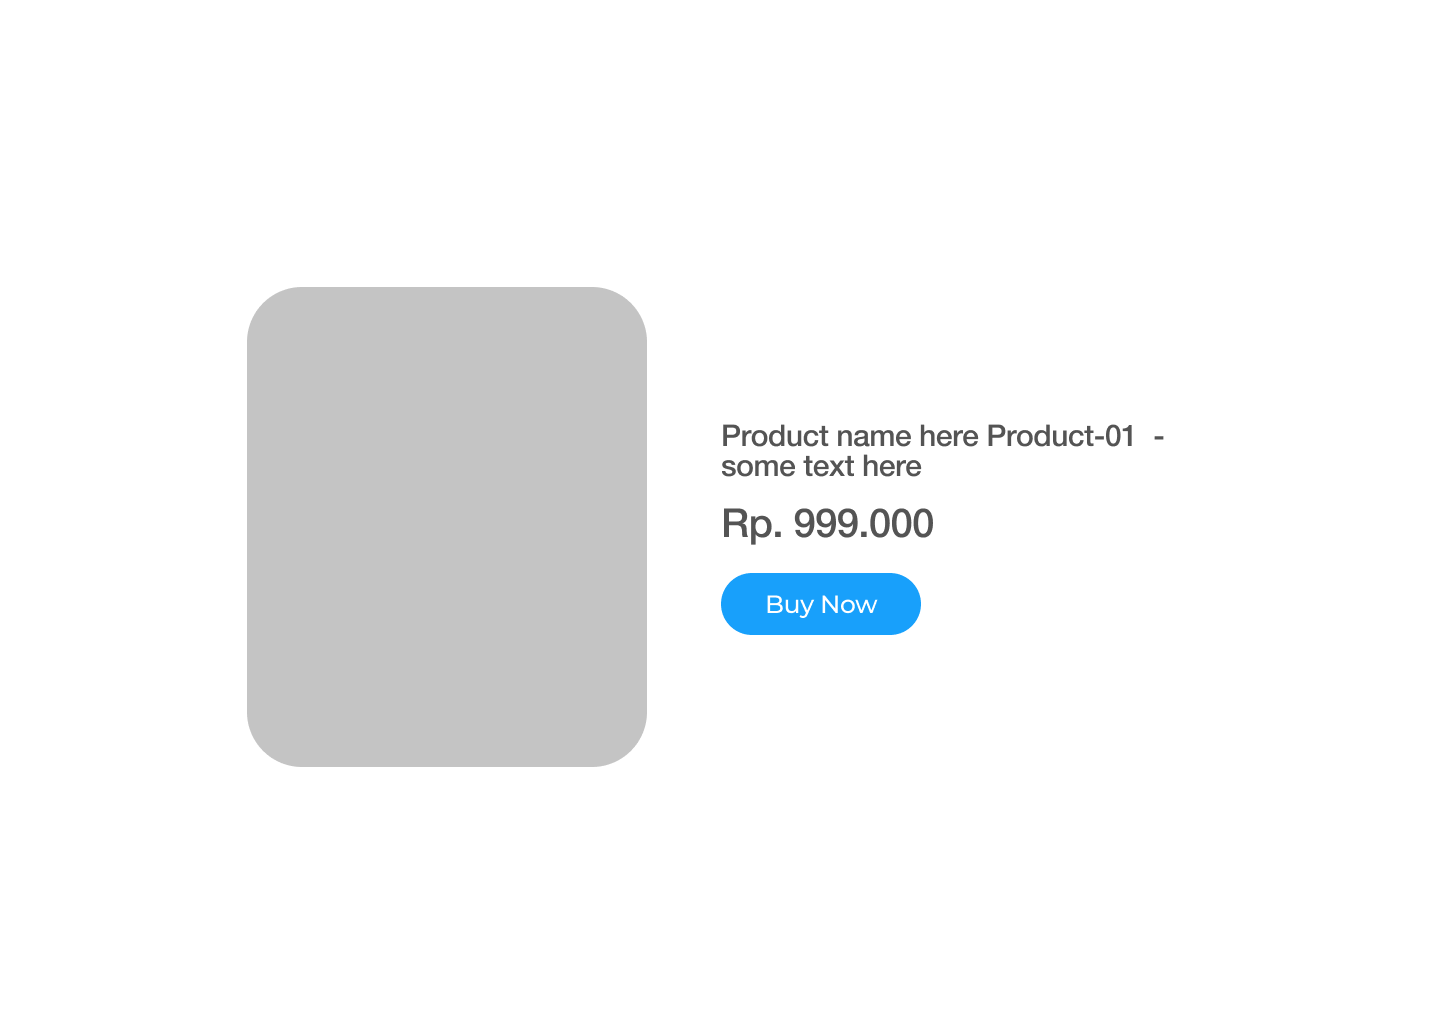 Product name here Product-01  -
some text here
Rp. 999.000
Buy Now